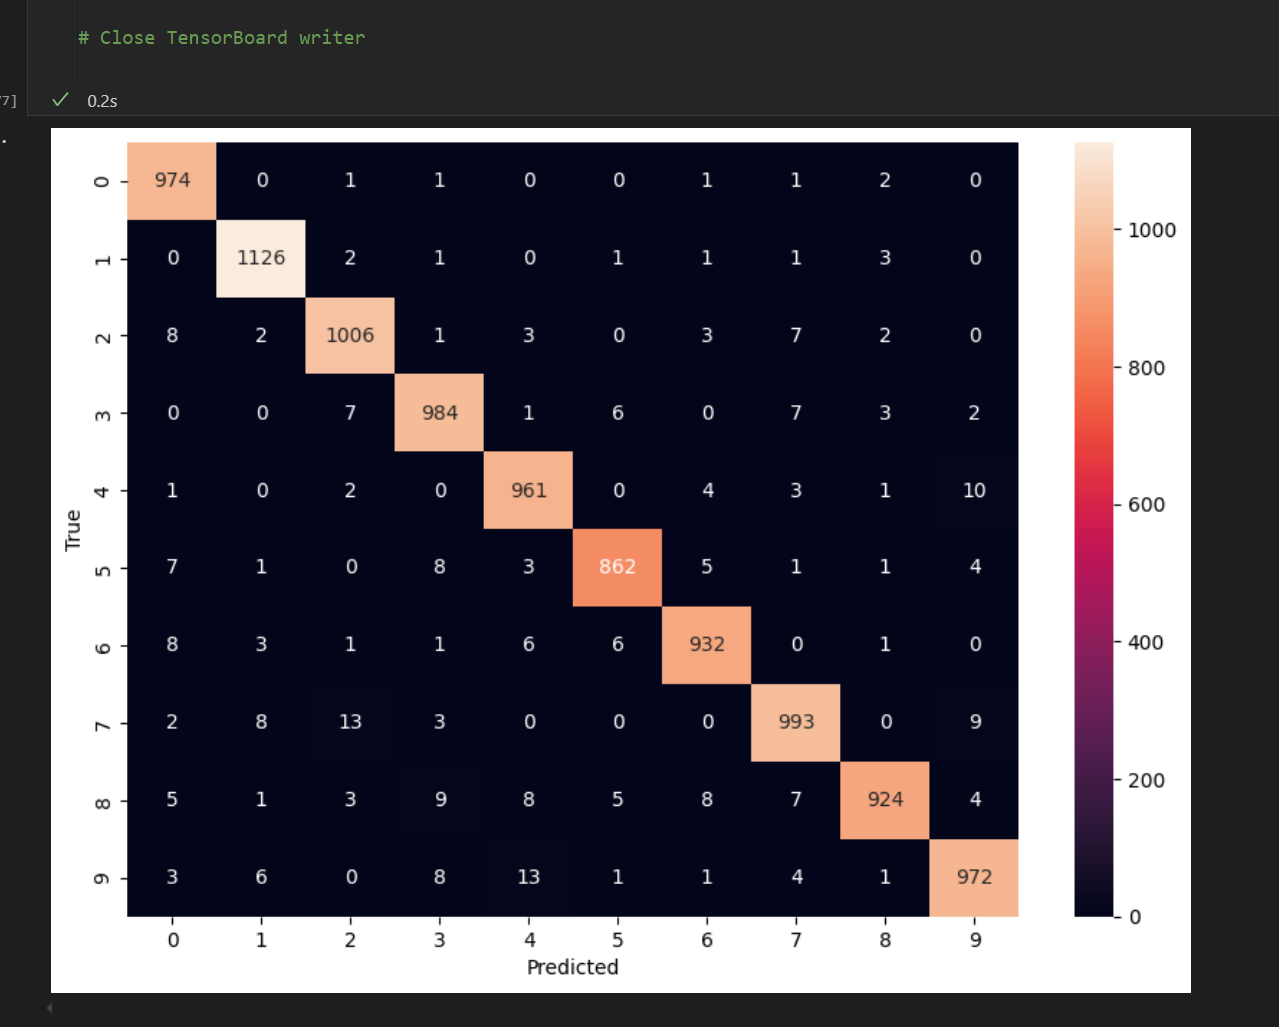 # Close TensorBoard writer
7]
0.2s
0 974 0 1 1 0 0 1 1 2 0
1 0 1126 2 1 0 1 1 1 3 0
2 8 2 1006 1 3 0 3 7 2 0
3 0 0 7 984 1 6 0 7 3 2
4 1 0 2 0 961 0 4 3 1 10
5 7 1 0 8 3 862 5 1 1 4
6 8 3 1 1 6 6 932 0 1 0
7 2 8 13 3 0 0 0 993 0 9
8 5 1 3 9 8 5 8 7 924 4
9 3 6 0 8 13 1 1 4 1 972
0 1 2 3 4 5 6 7 8 9
Predicted
True
1000
800
600
400
200
0